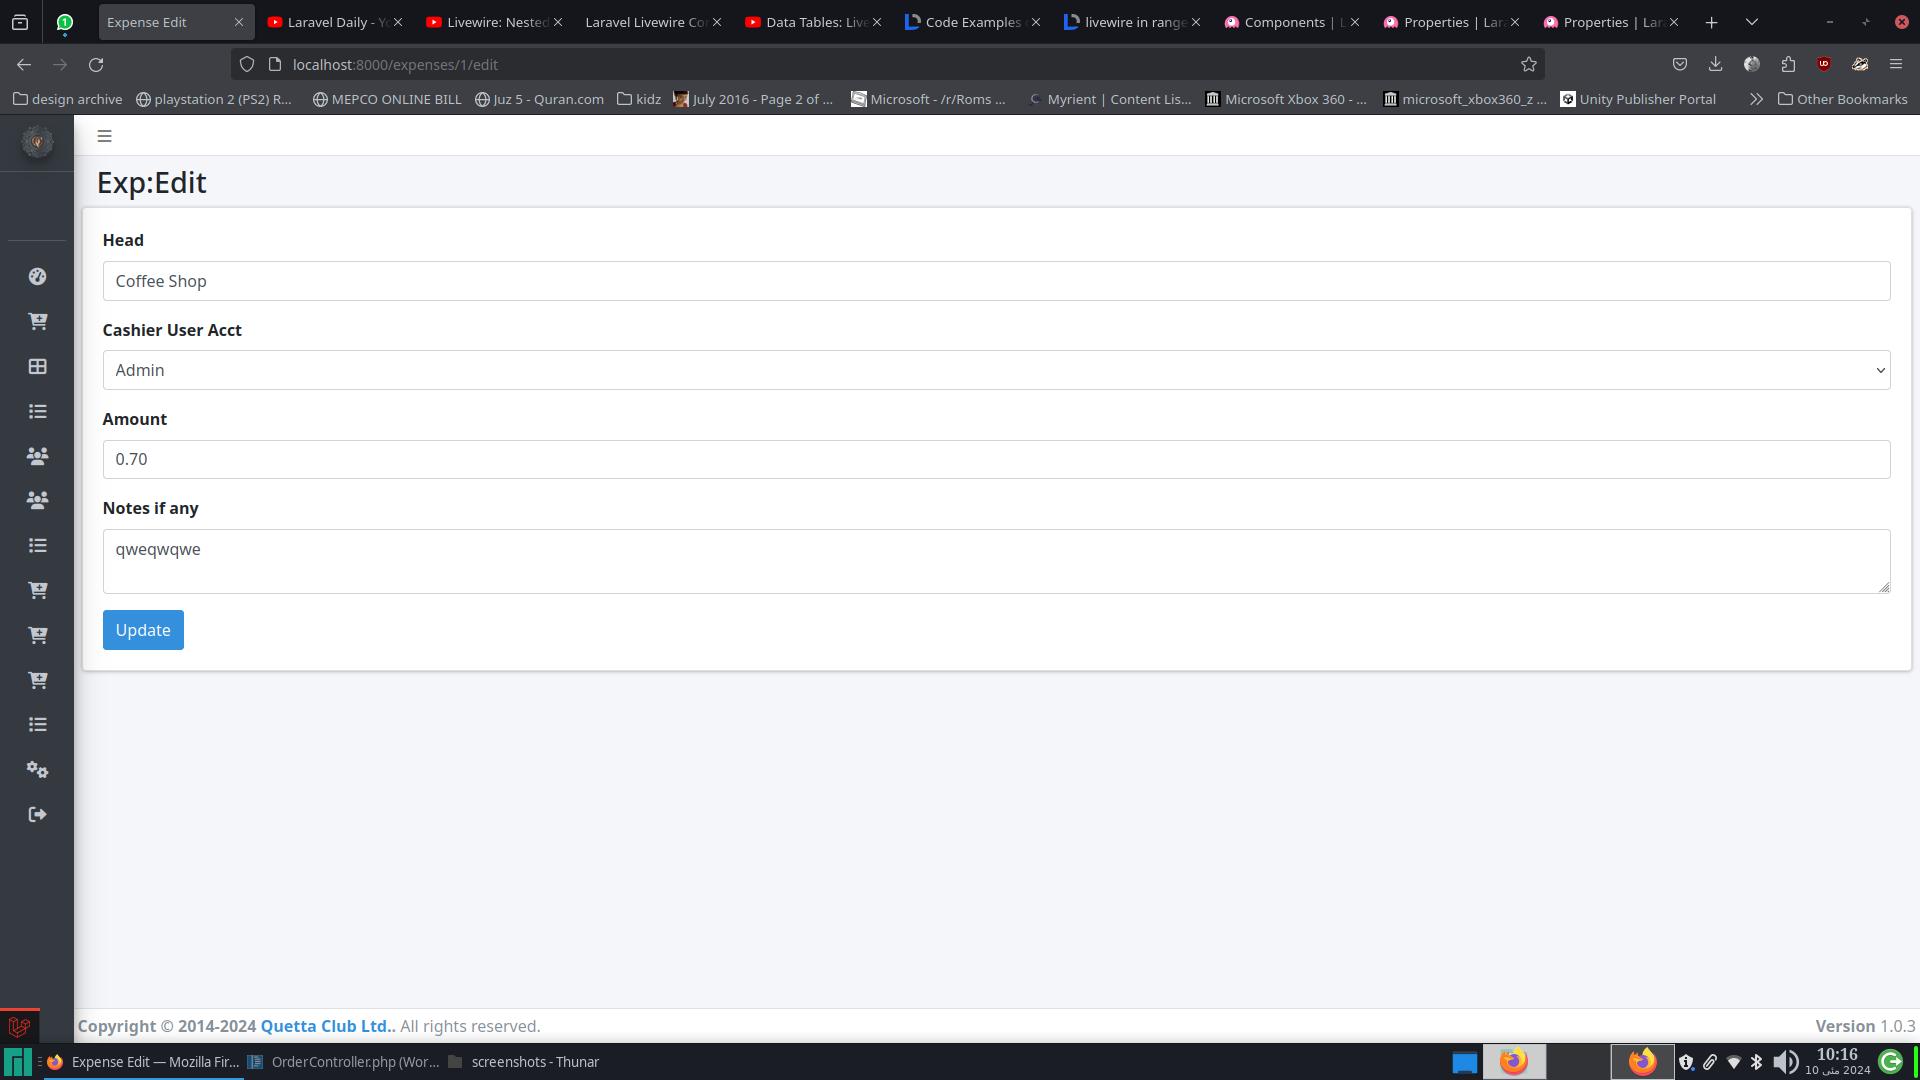 Expense Edit
Laravel Daily - Yo
Livewire: Nested
Laravel Livewire Cor
Data Tables: Live
Code Examples
livewire in range
Components | L
Properties | Lara
Properties | Lara
localhost:8000/expenses/1/edit
design archive
playstation 2 (PS2) R...
MEPCO ONLINE BILL
Juz 5 - Quran.com
kidz
July 2016 - Page 2 of ...
Microsoft - /r/Roms ...
Myrient | Content Lis...
Microsoft Xbox 360 - ...
microsoft_xbox360_z ...
Unity Publisher Portal
Other Bookmarks
Exp:Edit
Head
Coffee Shop
Cashier User Acct
Admin
Amount
0.70
Notes if any
qweqwqwe
Update
Copyright © 2014-2024 Quetta Club Ltd.. All rights reserved.
Version 1.0.3
Expense Edit — Mozilla Fir...
OrderController.php (Wor...
screenshots - Thunar
10:16
10 مئی 2024